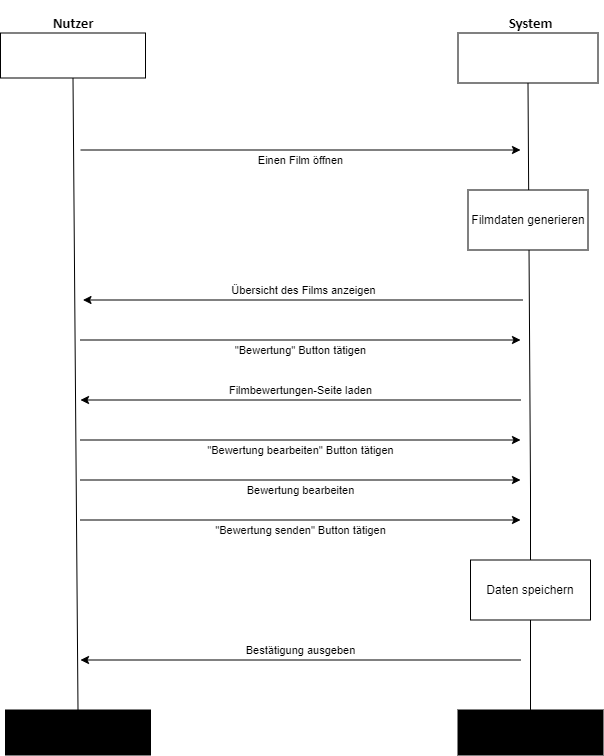 Nutzer
System
Einen Film öffnen
Filmdaten generieren
Übersicht des Films anzeigen
"Bewertung" Button tätigen
Filmbewertungen-Seite laden
"Bewertung bearbeiten" Button tätigen
Bewertung bearbeiten
"Bewertung senden" Button tätigen
Daten speichern
Bestätigung ausgeben